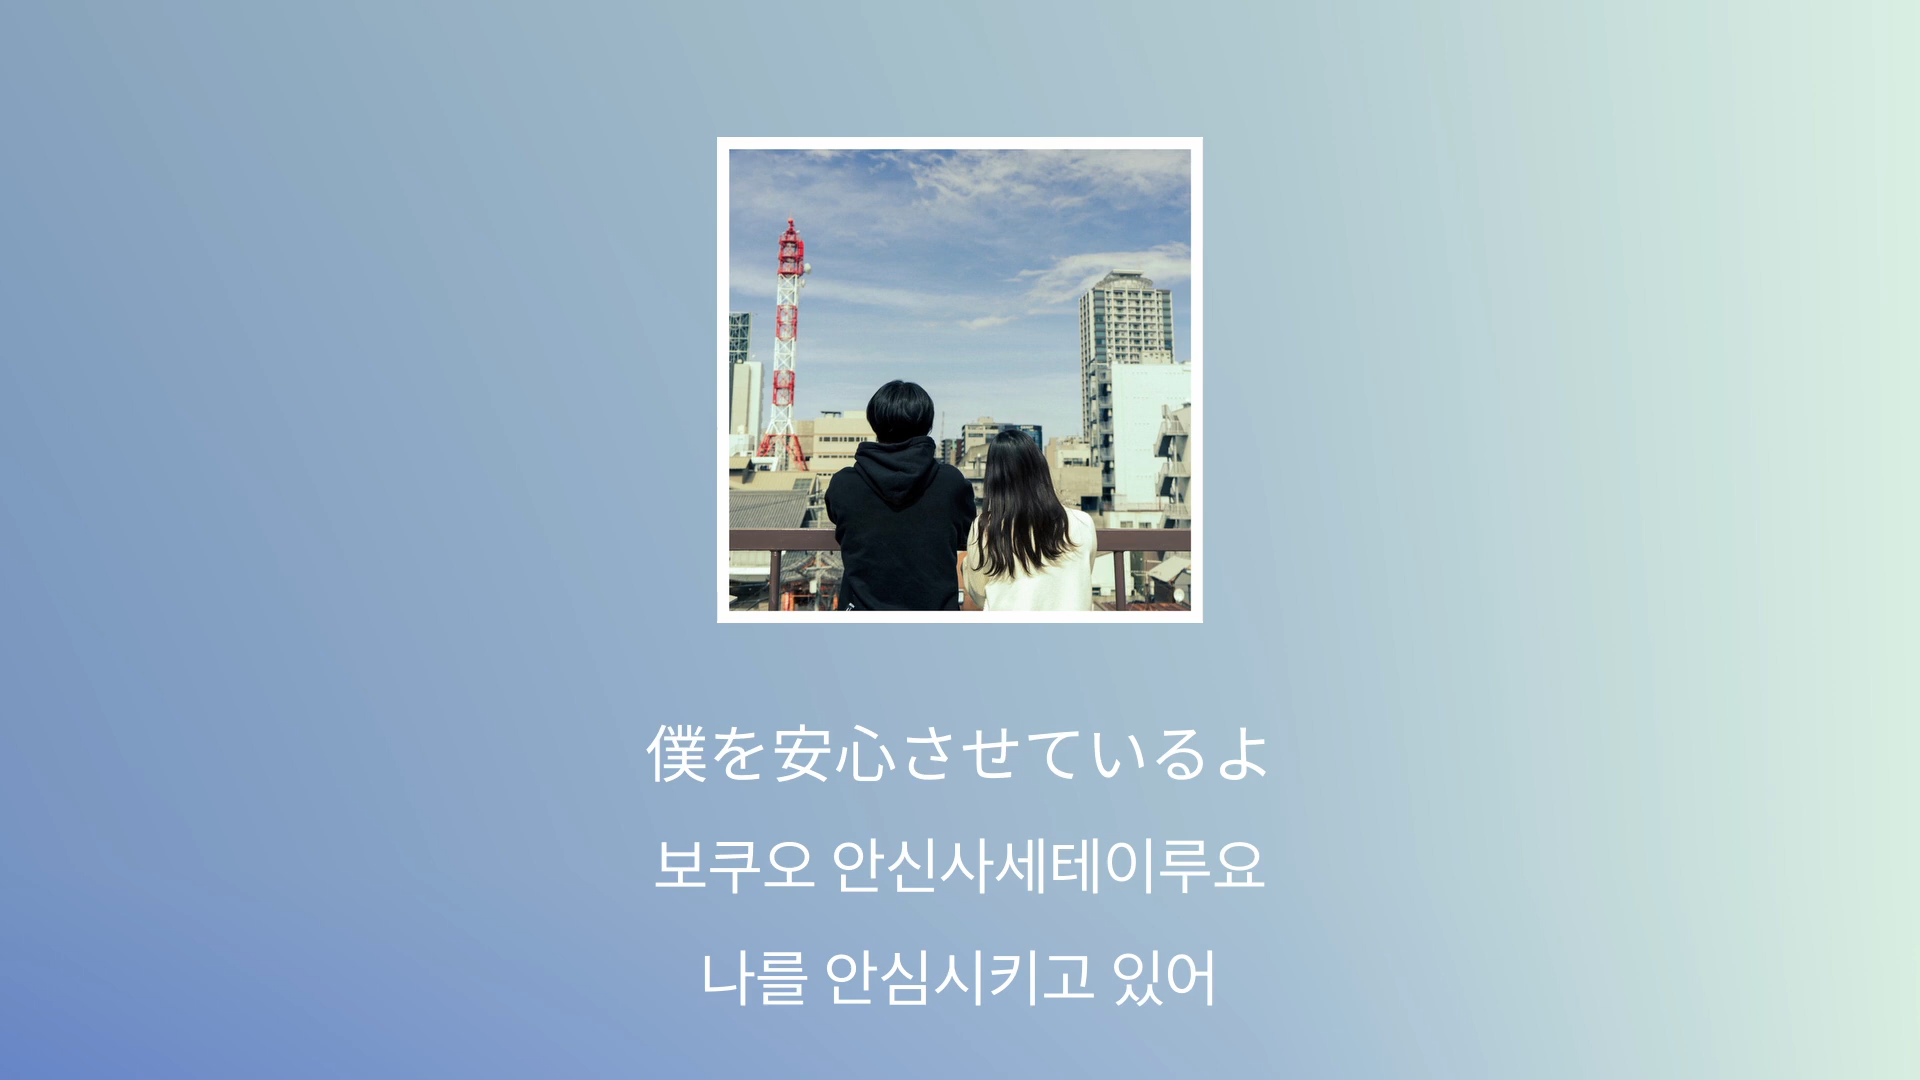 僕を安心させているよ
보쿠오 안신사세테이루요
나를 안심시키고 있어